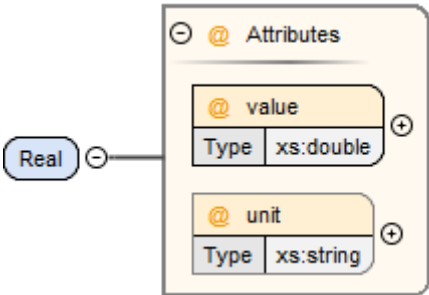 @ Attributes
@ value
Type xs:double
Real
@ unit
Type xs:string